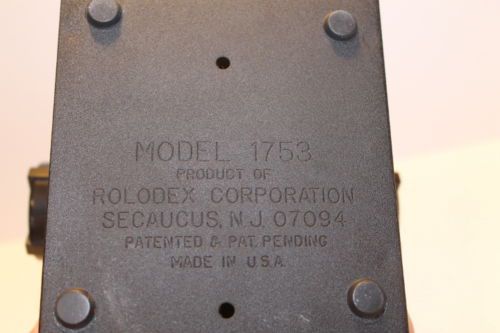 MODEL 1753
PRODUCT OF
ROLODEX CORPORATION
SECAUCUS, N.J. 07094
PATENTED & PAT. PENDING
MADE IN U.S.A.